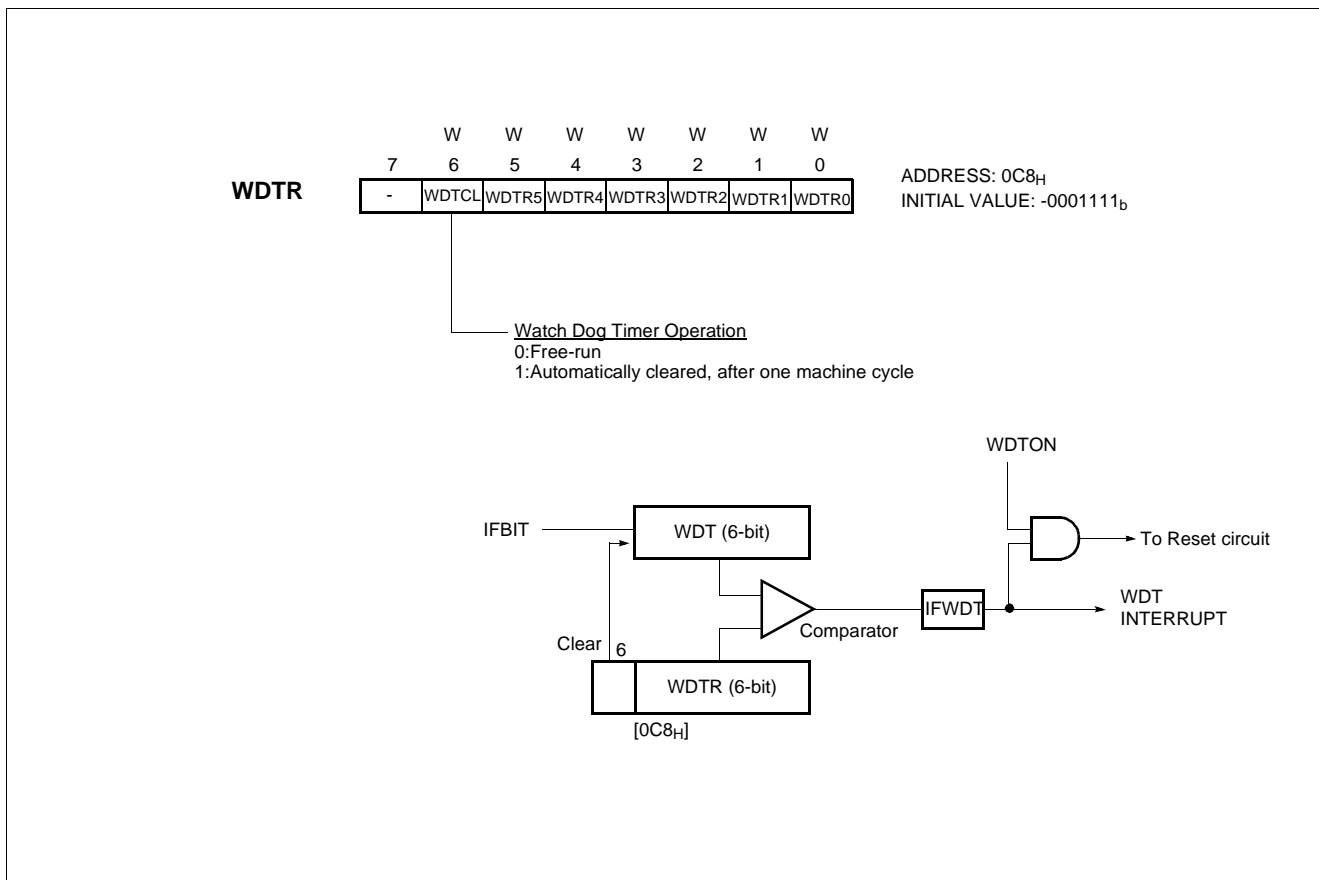 W W W W W W W
7 6 5 4 3 2 1 0
WDTR
- WDTCL WDTR5 WDTR4 WDTR3 WDTR2 WDTR1 WDTR0
ADDRESS: 0C8H
INITIAL VALUE: -0001111b
Watch Dog Timer Operation
0:Free-run
1:Automatically cleared, after one machine cycle
WDTON
IFBIT
WDT (6-bit)
To Reset circuit
IFWDT
WDT
INTERRUPT
Comparator
Clear 6
WDTR (6-bit)
[0C8H]